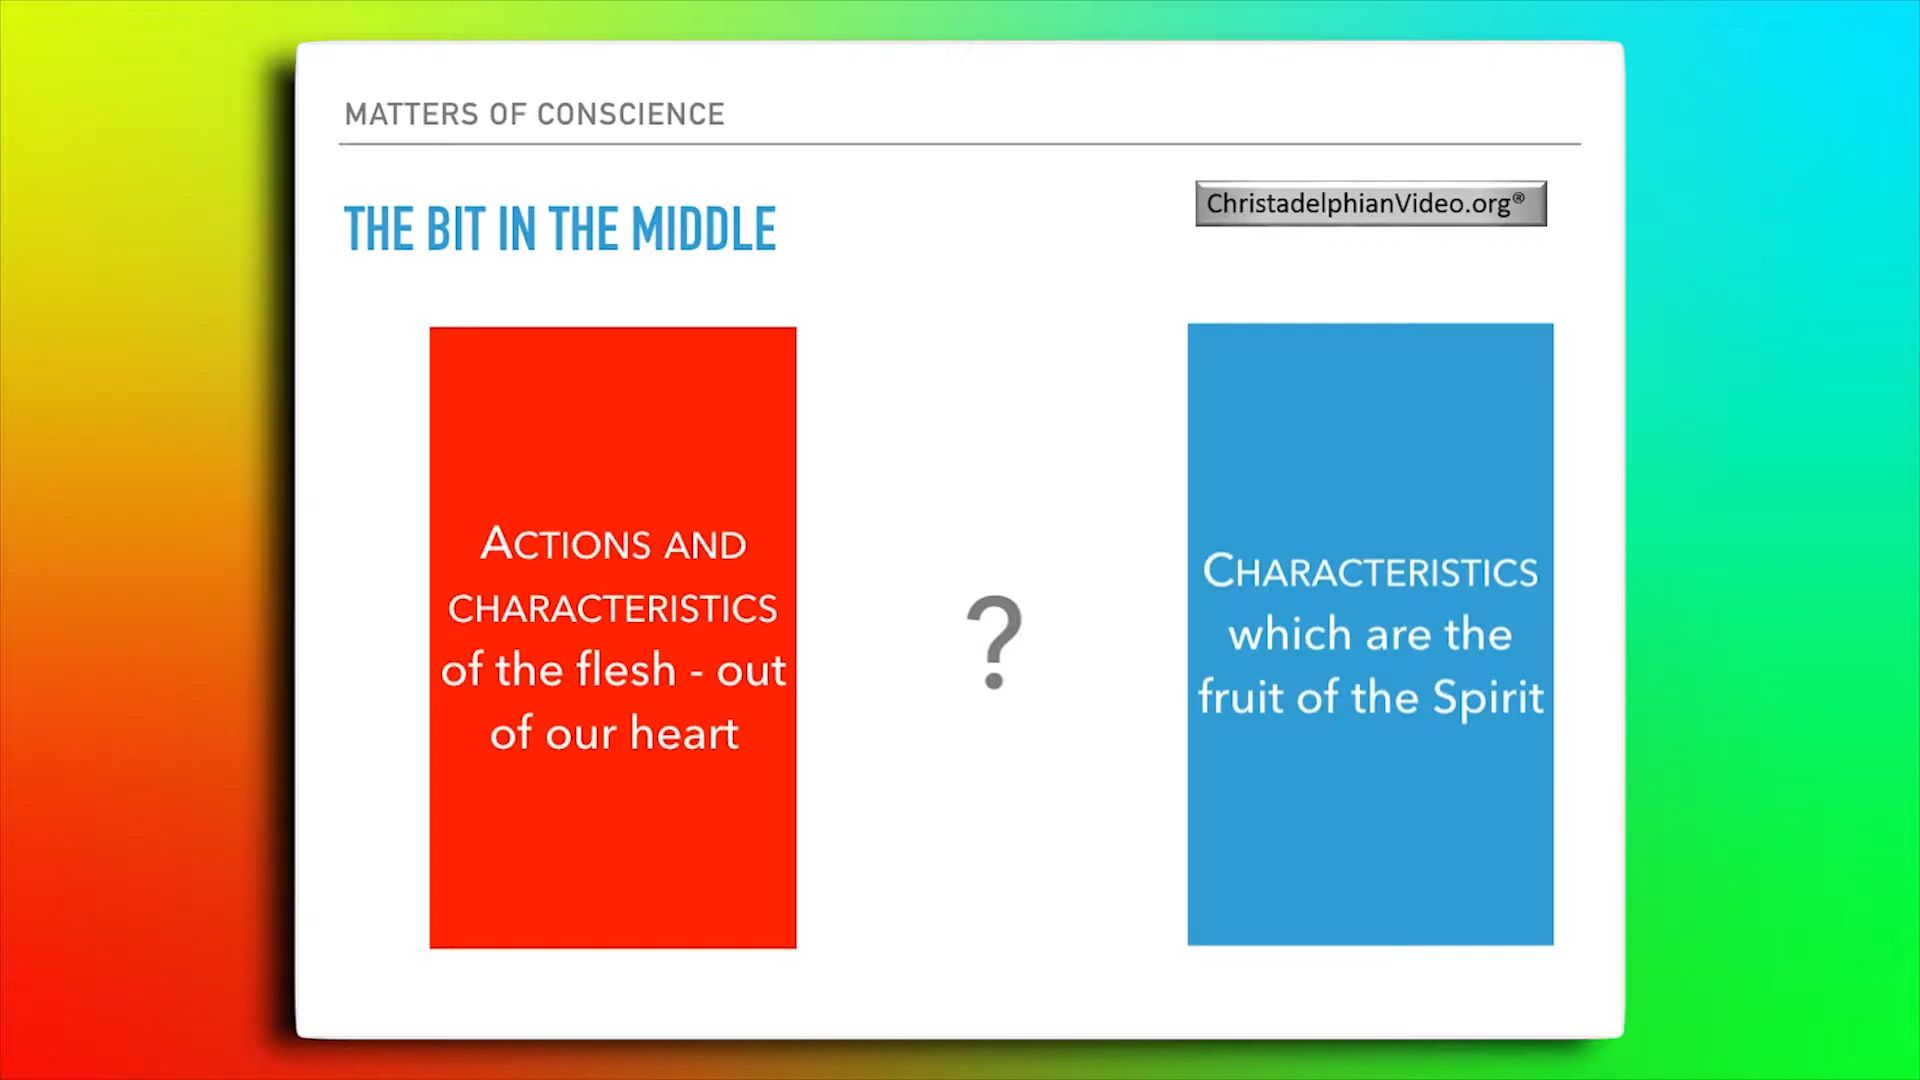 MATTERS OF CONSCIENCE
THE BIT IN THE MIDDLE
ChristadelphianVideo.org®
ACTIONS AND
CHARACTERISTICS
of the flesh - out
of our heart
?
CHARACTERISTICS
which are the
fruit of the Spirit